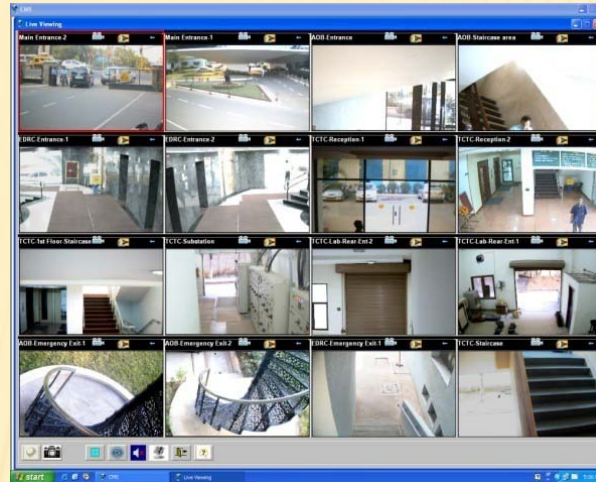 CMS
Live Viewing
Main Entrance-2
Main Entrance-1
AOB-Entrance
AOB-Staircase area
EDRC-Entrance-1
EDRC-Entrance-2
TCTC-Reception-1
TCTC-Reception-2
TCTC-1st Floor-Staircase
TCTC-Substation
TCTC-Lab-Rear-Ent-2
TCTC-Lab-Rear-Ent-1
AOB-Emergency Exit-1
AOB-Emergency Exit-2
EDRC-Emergency Exit-1
TCTC-Staircase
start
CMS
Live Viewing